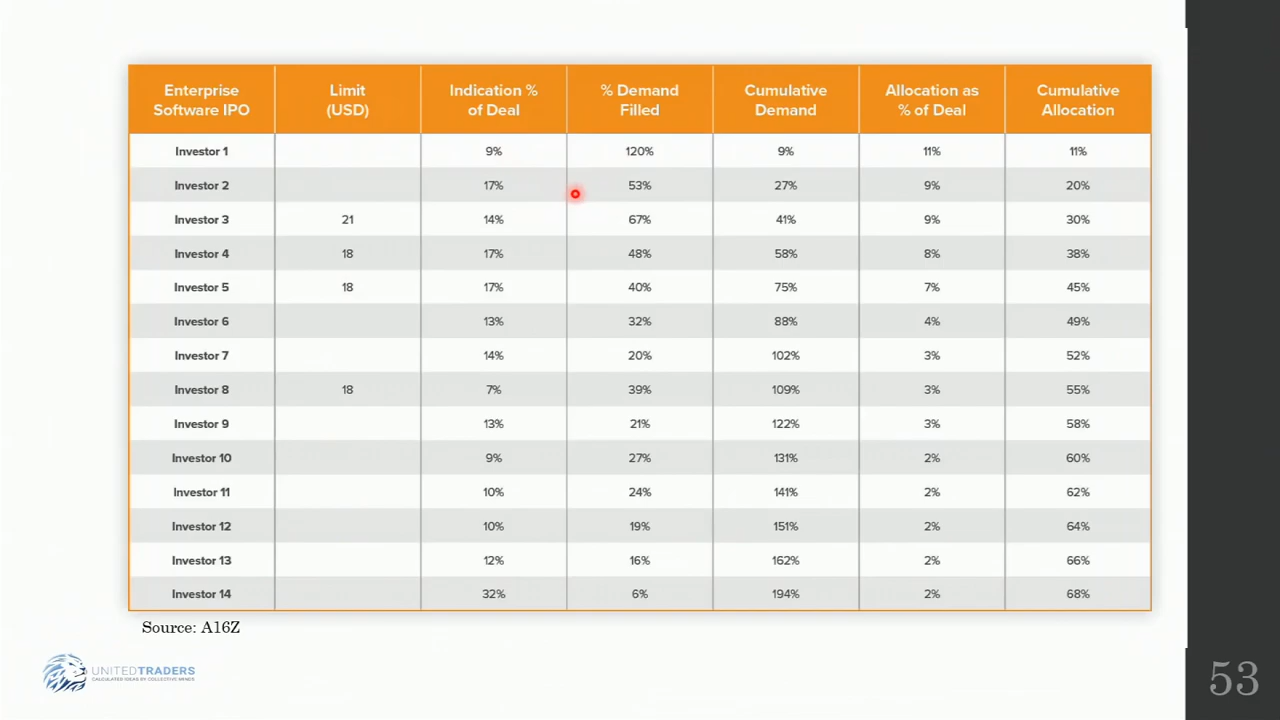 Enterprise Software IPO Limit (USD) Indication % of Deal % Demand Filled Cumulative Demand Allocation as % of Deal Cumulative Allocation
Investor 1 9% 120% 9% 11% 11%
Investor 2 17% 53% 27% 9% 20%
Investor 3 21 14% 67% 41% 9% 30%
Investor 4 18 17% 48% 58% 8% 38%
Investor 5 18 17% 40% 75% 7% 45%
Investor 6 13% 32% 88% 4% 49%
Investor 7 14% 20% 102% 3% 52%
Investor 8 18 7% 39% 109% 3% 55%
Investor 9 13% 21% 122% 3% 58%
Investor 10 9% 27% 131% 2% 60%
Investor 11 10% 24% 141% 2% 62%
Investor 12 10% 19% 151% 2% 64%
Investor 13 12% 16% 162% 2% 66%
Investor 14 32% 6% 194% 2% 68%
Source: A16Z
UNITEDTRADERS
CALCULATED IDEAS BY COLLECTIVE MINDS
53